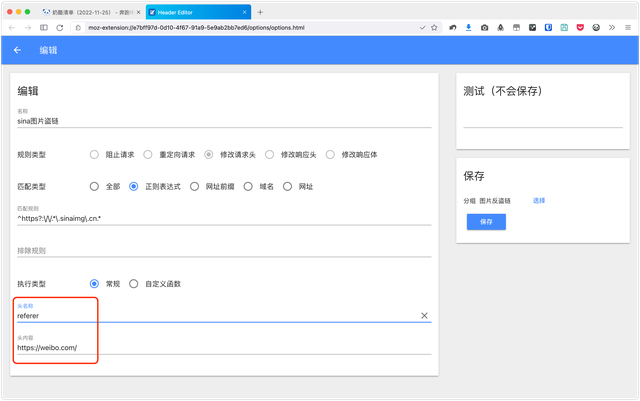 奶酷清单（2022-11-25） - 奔跑
Header Editor
moz-extension://e7bff97d-0d10-4f67-91a9-5e9ab2bb7ed6/options/options.html
编辑
编辑
名称
sina图片盗链
规则类型 阻止请求 重定向请求 修改请求头 修改响应头 修改响应体
匹配类型 全部 正则表达式 网址前缀 域名 网址
匹配规则
^https?:\/\/.*\.sinaimg\.cn.*
排除规则
执行类型 常规 自定义函数
头名称
referer
头内容
https://weibo.com/
测试（不会保存）
保存
分组 图片反盗链 选择
保存